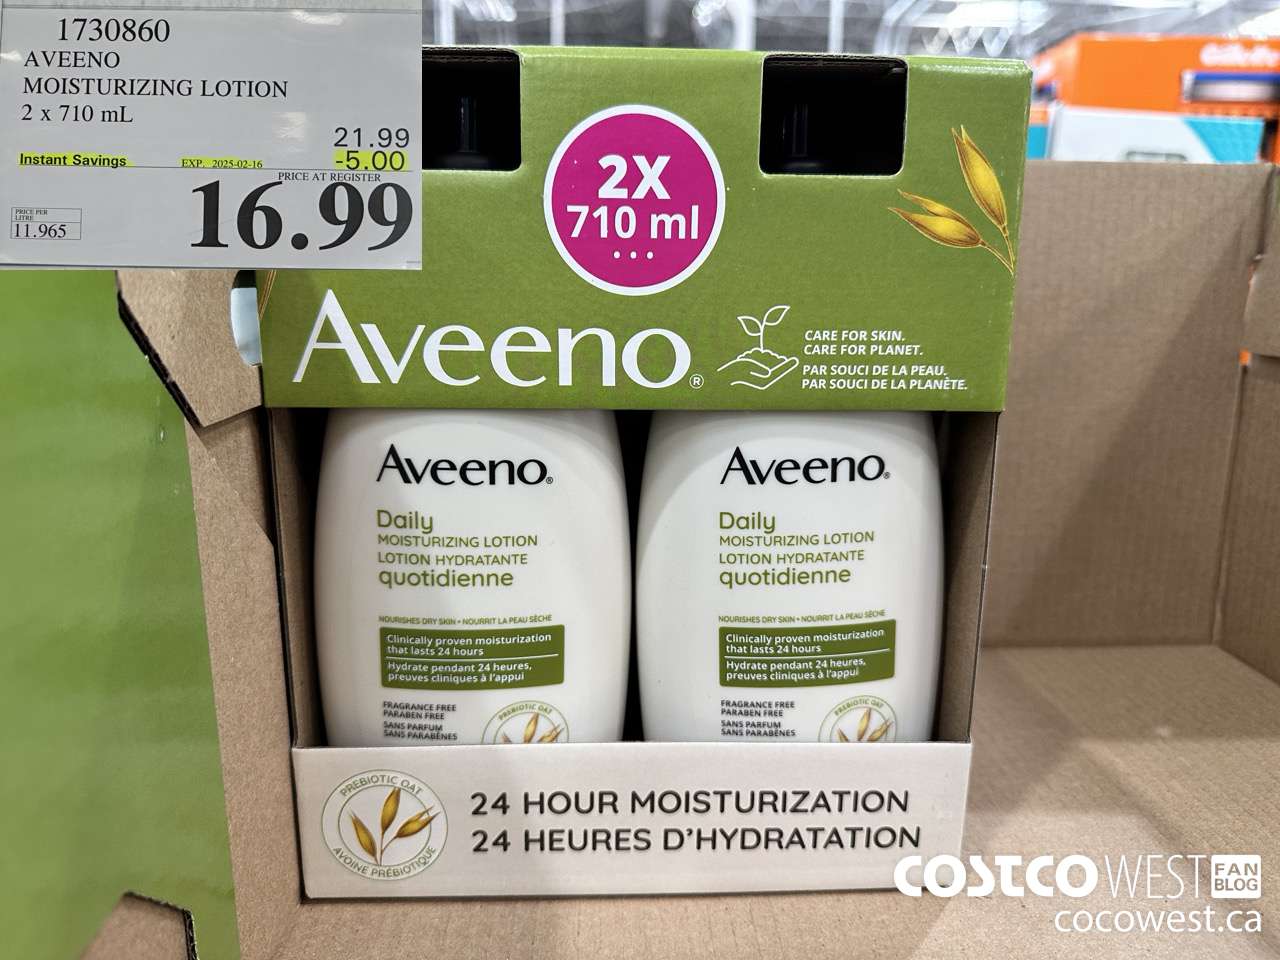 1730860
AVEENO
MOISTURIZING LOTION
2 x 710 mL
21.99
Instant Savings EXP. 2025-02-16 -5.00
PRICE AT REGISTER
16.99
PRICE PER
LITRE
11.965
2X
710 ml
...
Aveeno®
CARE FOR SKIN.
CARE FOR PLANET.
PAR SOUCI DE LA PEAU.
PAR SOUCI DE LA PLANÈTE.
Aveeno®
Daily
MOISTURIZING LOTION
LOTION HYDRATANTE
quotidienne
NOURISHES DRY SKIN • NOURRIT LA PEAU SÈCHE
Clinically proven moisturization
that lasts 24 hours
Hydrate pendant 24 heures,
preuves cliniques à l'appui
FRAGRANCE FREE
PARABEN FREE
SANS PARFUM
SANS PARABÈNES
PREBIOTIC OAT
Aveeno®
Daily
MOISTURIZING LOTION
LOTION HYDRATANTE
quotidienne
NOURISHES DRY SKIN • NOURRIT LA PEAU SÈCHE
Clinically proven moisturization
that lasts 24 hours
Hydrate pendant 24 heures,
preuves cliniques à l'appui
FRAGRANCE FREE
PARABEN FREE
SANS PARFUM
SANS PARABÈNES
PREBIOTIC OAT
PREBIOTIC OAT
AVOINE PRÉBIOTIQUE
24 HOUR MOISTURIZATION
24 HEURES D'HYDRATATION
COSTCO WEST FAN
BLOG
cocowest.ca